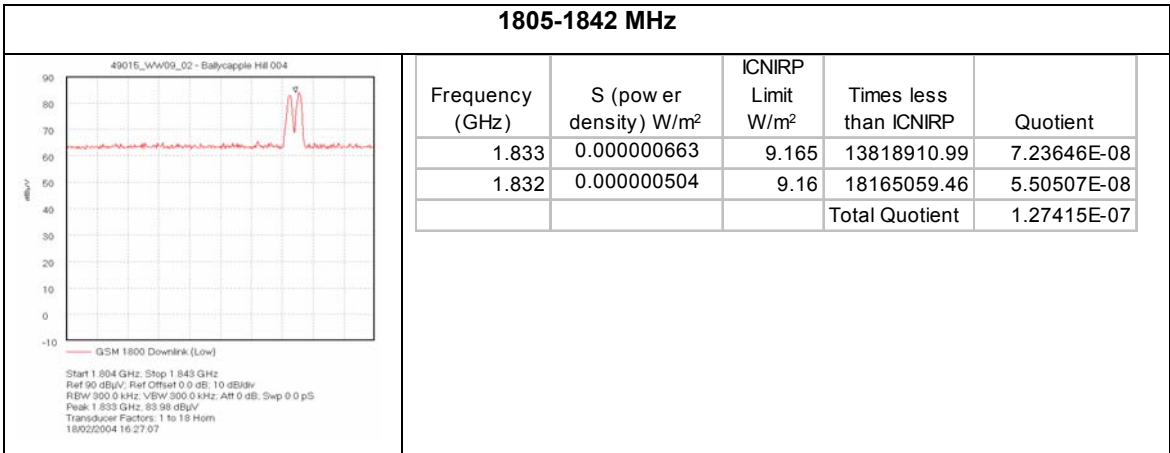 1805-1842 MHz
49015_WW09_02 - Ballycapple Hill 004
90
80
70
60
dBµV
40
30
20
10
0
-10
GSM 1800 Downlink (Low)
Start 1.804 GHz; Stop 1.843 GHz
Ref 90 dBµV; Ref Offset 0.0 dB; 10 dB/div
RBW 300.0 kHz; VBW 300.0 kHz; Att 0 dB; Swp 0.0 pS
Peak 1.833 GHz, 83.98 dBµV
Transducer Factors: 1 to 18 Horn
18/02/2004 16:27:07
Frequency (GHz)
S (pow er density) W/m²
ICNIRP Limit W/m²
Times less than ICNIRP
Quotient
1.833 0.000000663 9.165 13818910.99 7.23646E-08
1.832 0.000000504 9.16 18165059.46 5.50507E-08
Total Quotient 1.27415E-07